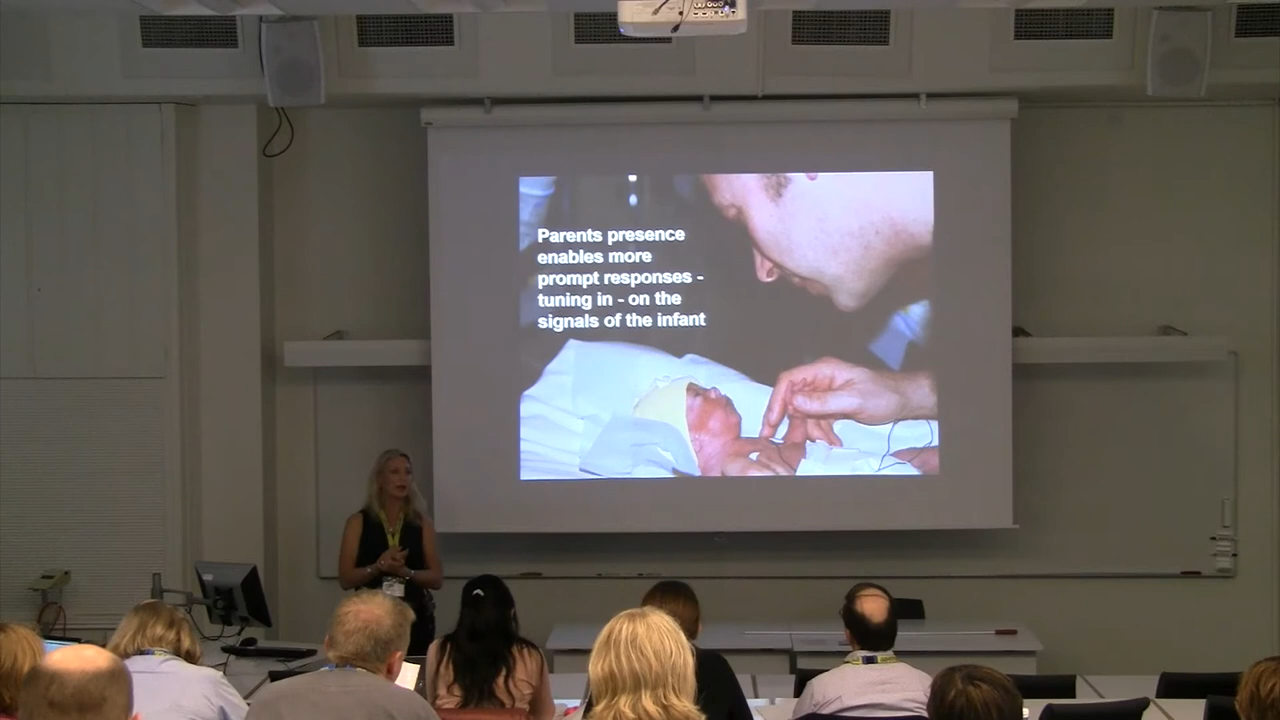 Parents presence
enables more
prompt responses -
tuning in - on the
signals of the infant